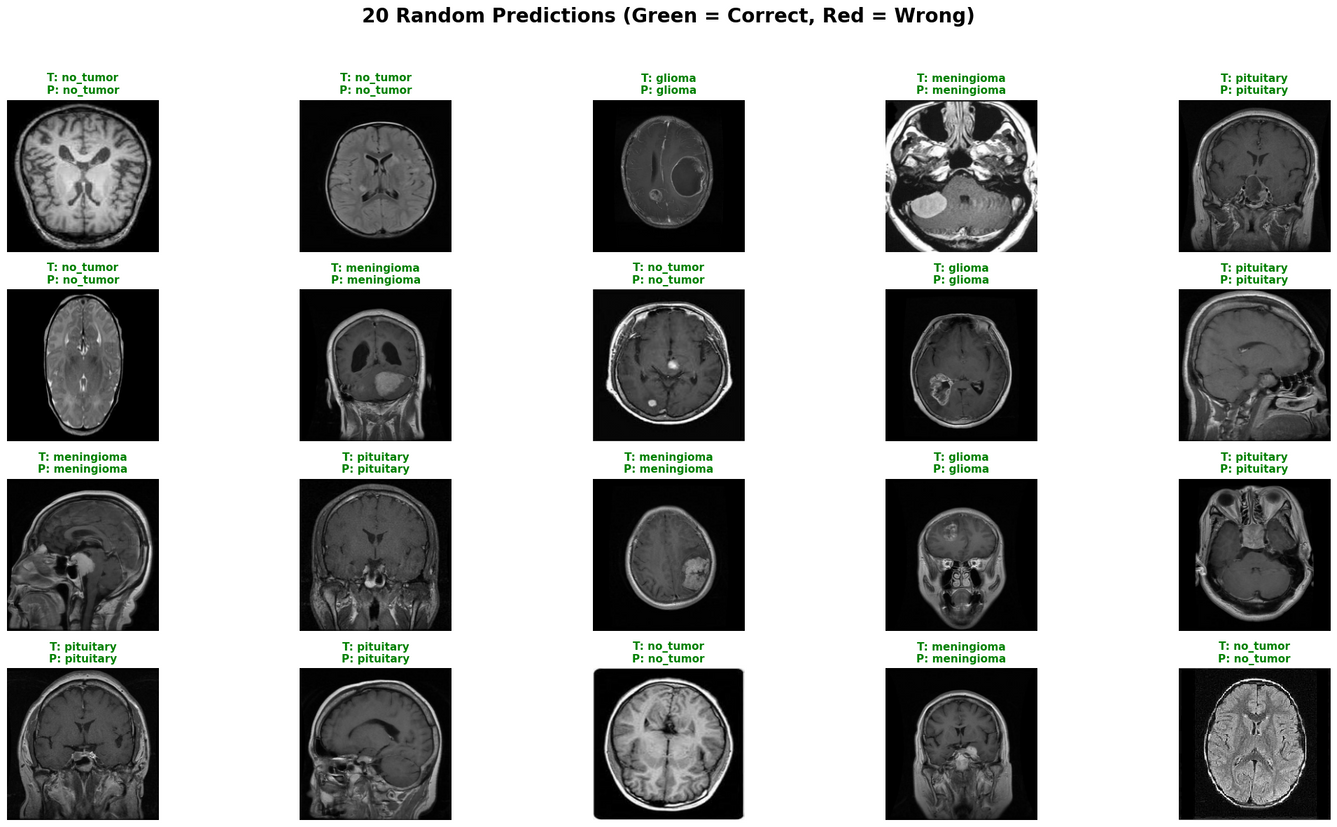 20 Random Predictions (Green = Correct, Red = Wrong)
T: no_tumor
P: no_tumor
T: no_tumor
P: no_tumor
T: glioma
P: glioma
T: meningioma
P: meningioma
T: pituitary
P: pituitary
T: no_tumor
P: no_tumor
T: meningioma
P: meningioma
T: no_tumor
P: no_tumor
T: glioma
P: glioma
T: pituitary
P: pituitary
T: meningioma
P: meningioma
T: pituitary
P: pituitary
T: meningioma
P: meningioma
T: glioma
P: glioma
T: pituitary
P: pituitary
T: pituitary
P: pituitary
T: pituitary
P: pituitary
T: no_tumor
P: no_tumor
T: meningioma
P: meningioma
T: no_tumor
P: no_tumor